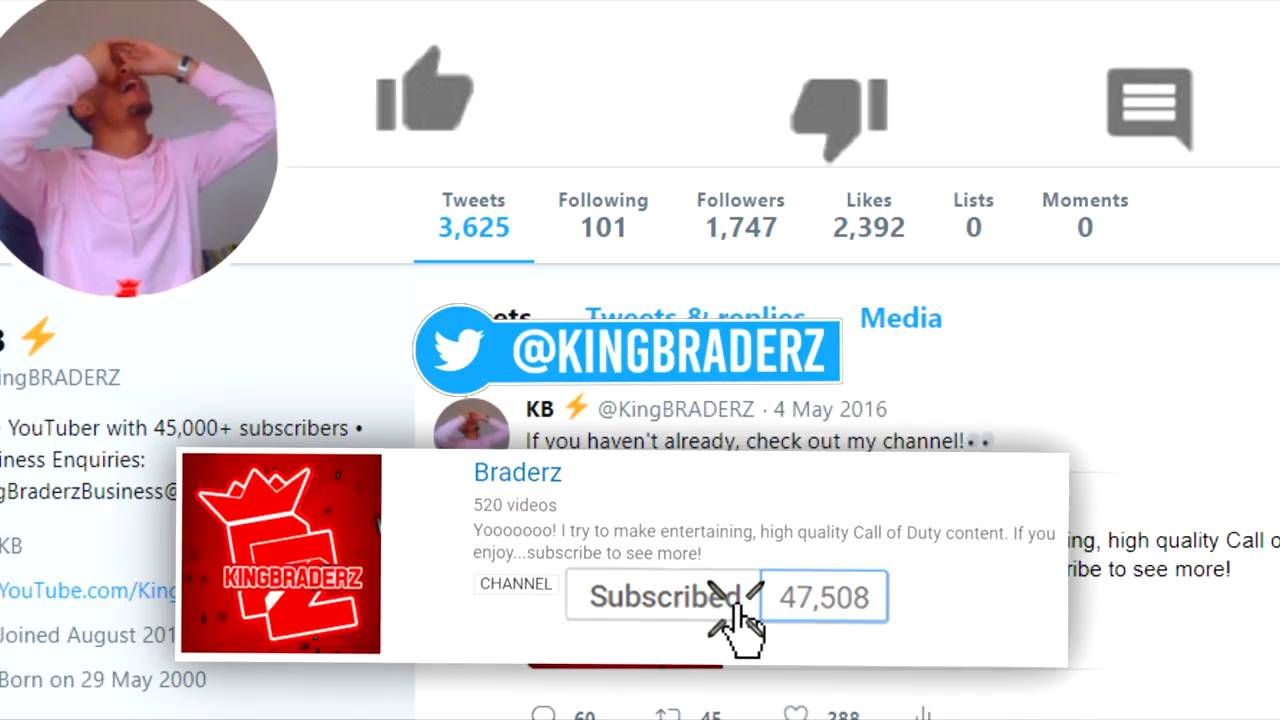 Tweets Following Followers Likes Lists Moments
3,625 101 1,747 2,392 0 0
Tweets & replies Media
@KINGBRADERZ
ingBRADERZ
KB @KingBRADERZ · 4 May 2016
YouTuber with 45,000+ subscribers •
If you haven't already, check out my channel!
iness Enquiries:
gBraderzBusiness@
Braderz
520 videos
Yooooooo! I try to make entertaining, high quality Call of Duty content. If you
enjoy...subscribe to see more!
KINGBRADERZ
CHANNEL Subscribed 47,508
ing, high quality Call o
ribe to see more!
KB
YouTube.com/King
Joined August 201
Born on 29 May 2000
60 45 288